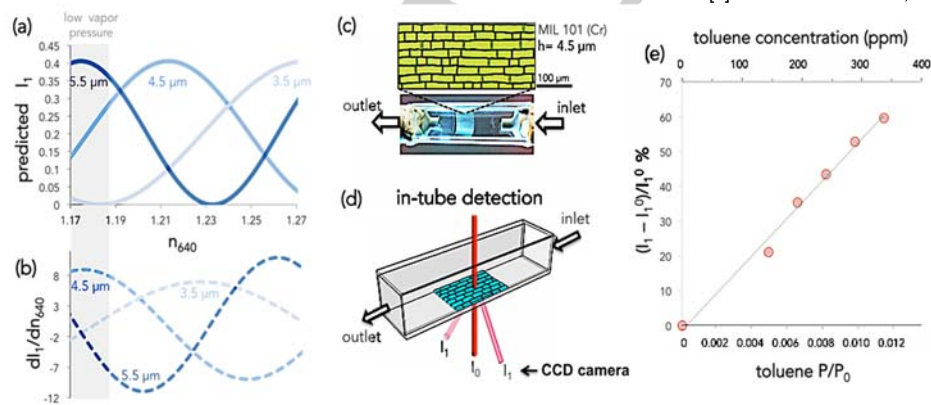 (a)
low vapor
pressure
0.45
0.4
0.35
0.3
0.25
0.2
0.15
0.1
0.05
0
predicted I₁
5.5 µm
4.5 µm
3.5 µm
1.17
1.19
1.21
1.23
1.25
1.27
n₆₄₀
(b)
8
3
-2
-7
-12
dI₁/dn₆₄₀
4.5 µm
3.5 µm
5.5 µm
(c)
MIL 101 (Cr)
h= 4.5 µm
100 µm
outlet
inlet
(d)
in-tube detection
inlet
outlet
I₁
I₀
I₁
← CCD camera
(e)
toluene concentration (ppm)
0
100
200
300
400
70
60
50
40
30
20
10
0
(I₁ – I₁⁰)/I₁⁰ %
0
0.002
0.004
0.006
0.008
0.010
0.012
toluene P/P₀